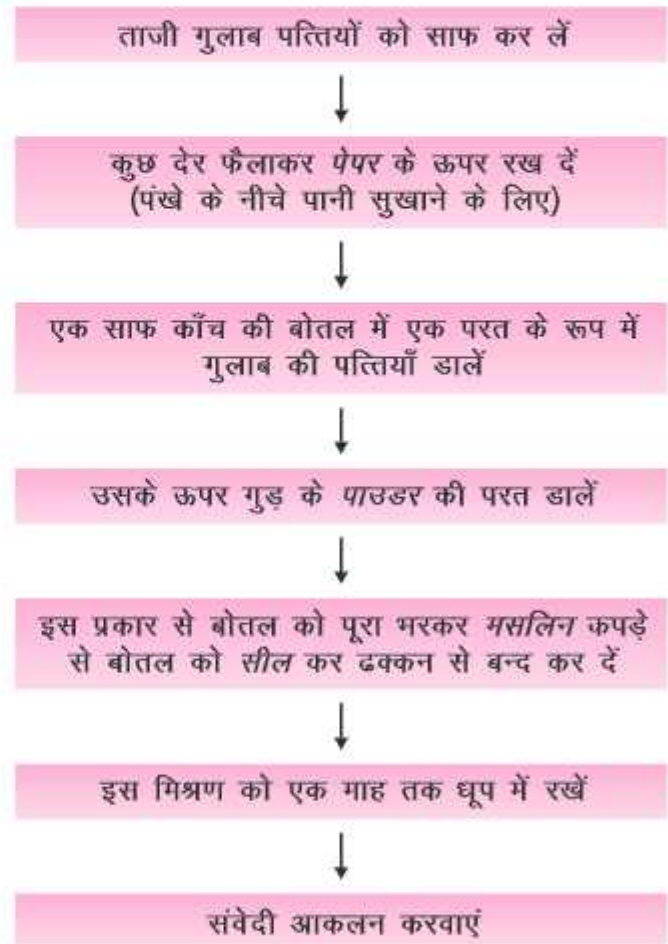 ताजी गुलाब पत्तियों को साफ कर लें
कुछ देर फैलाकर पेपर के ऊपर रख दें
(पंखे के नीचे पानी सुखाने के लिए)
एक साफ काँच की बोतल में एक परत के रूप में
गुलाब की पत्तियाँ डालें
उसके ऊपर गुड़ के पाउडर की परत डालें
इस प्रकार से बोतल को पूरा भरकर मसलिन कपड़े
से बोतल को सील कर ढक्कन से बन्द कर दें
इस मिश्रण को एक माह तक धूप में रखें
संवेदी आकलन करवाएं